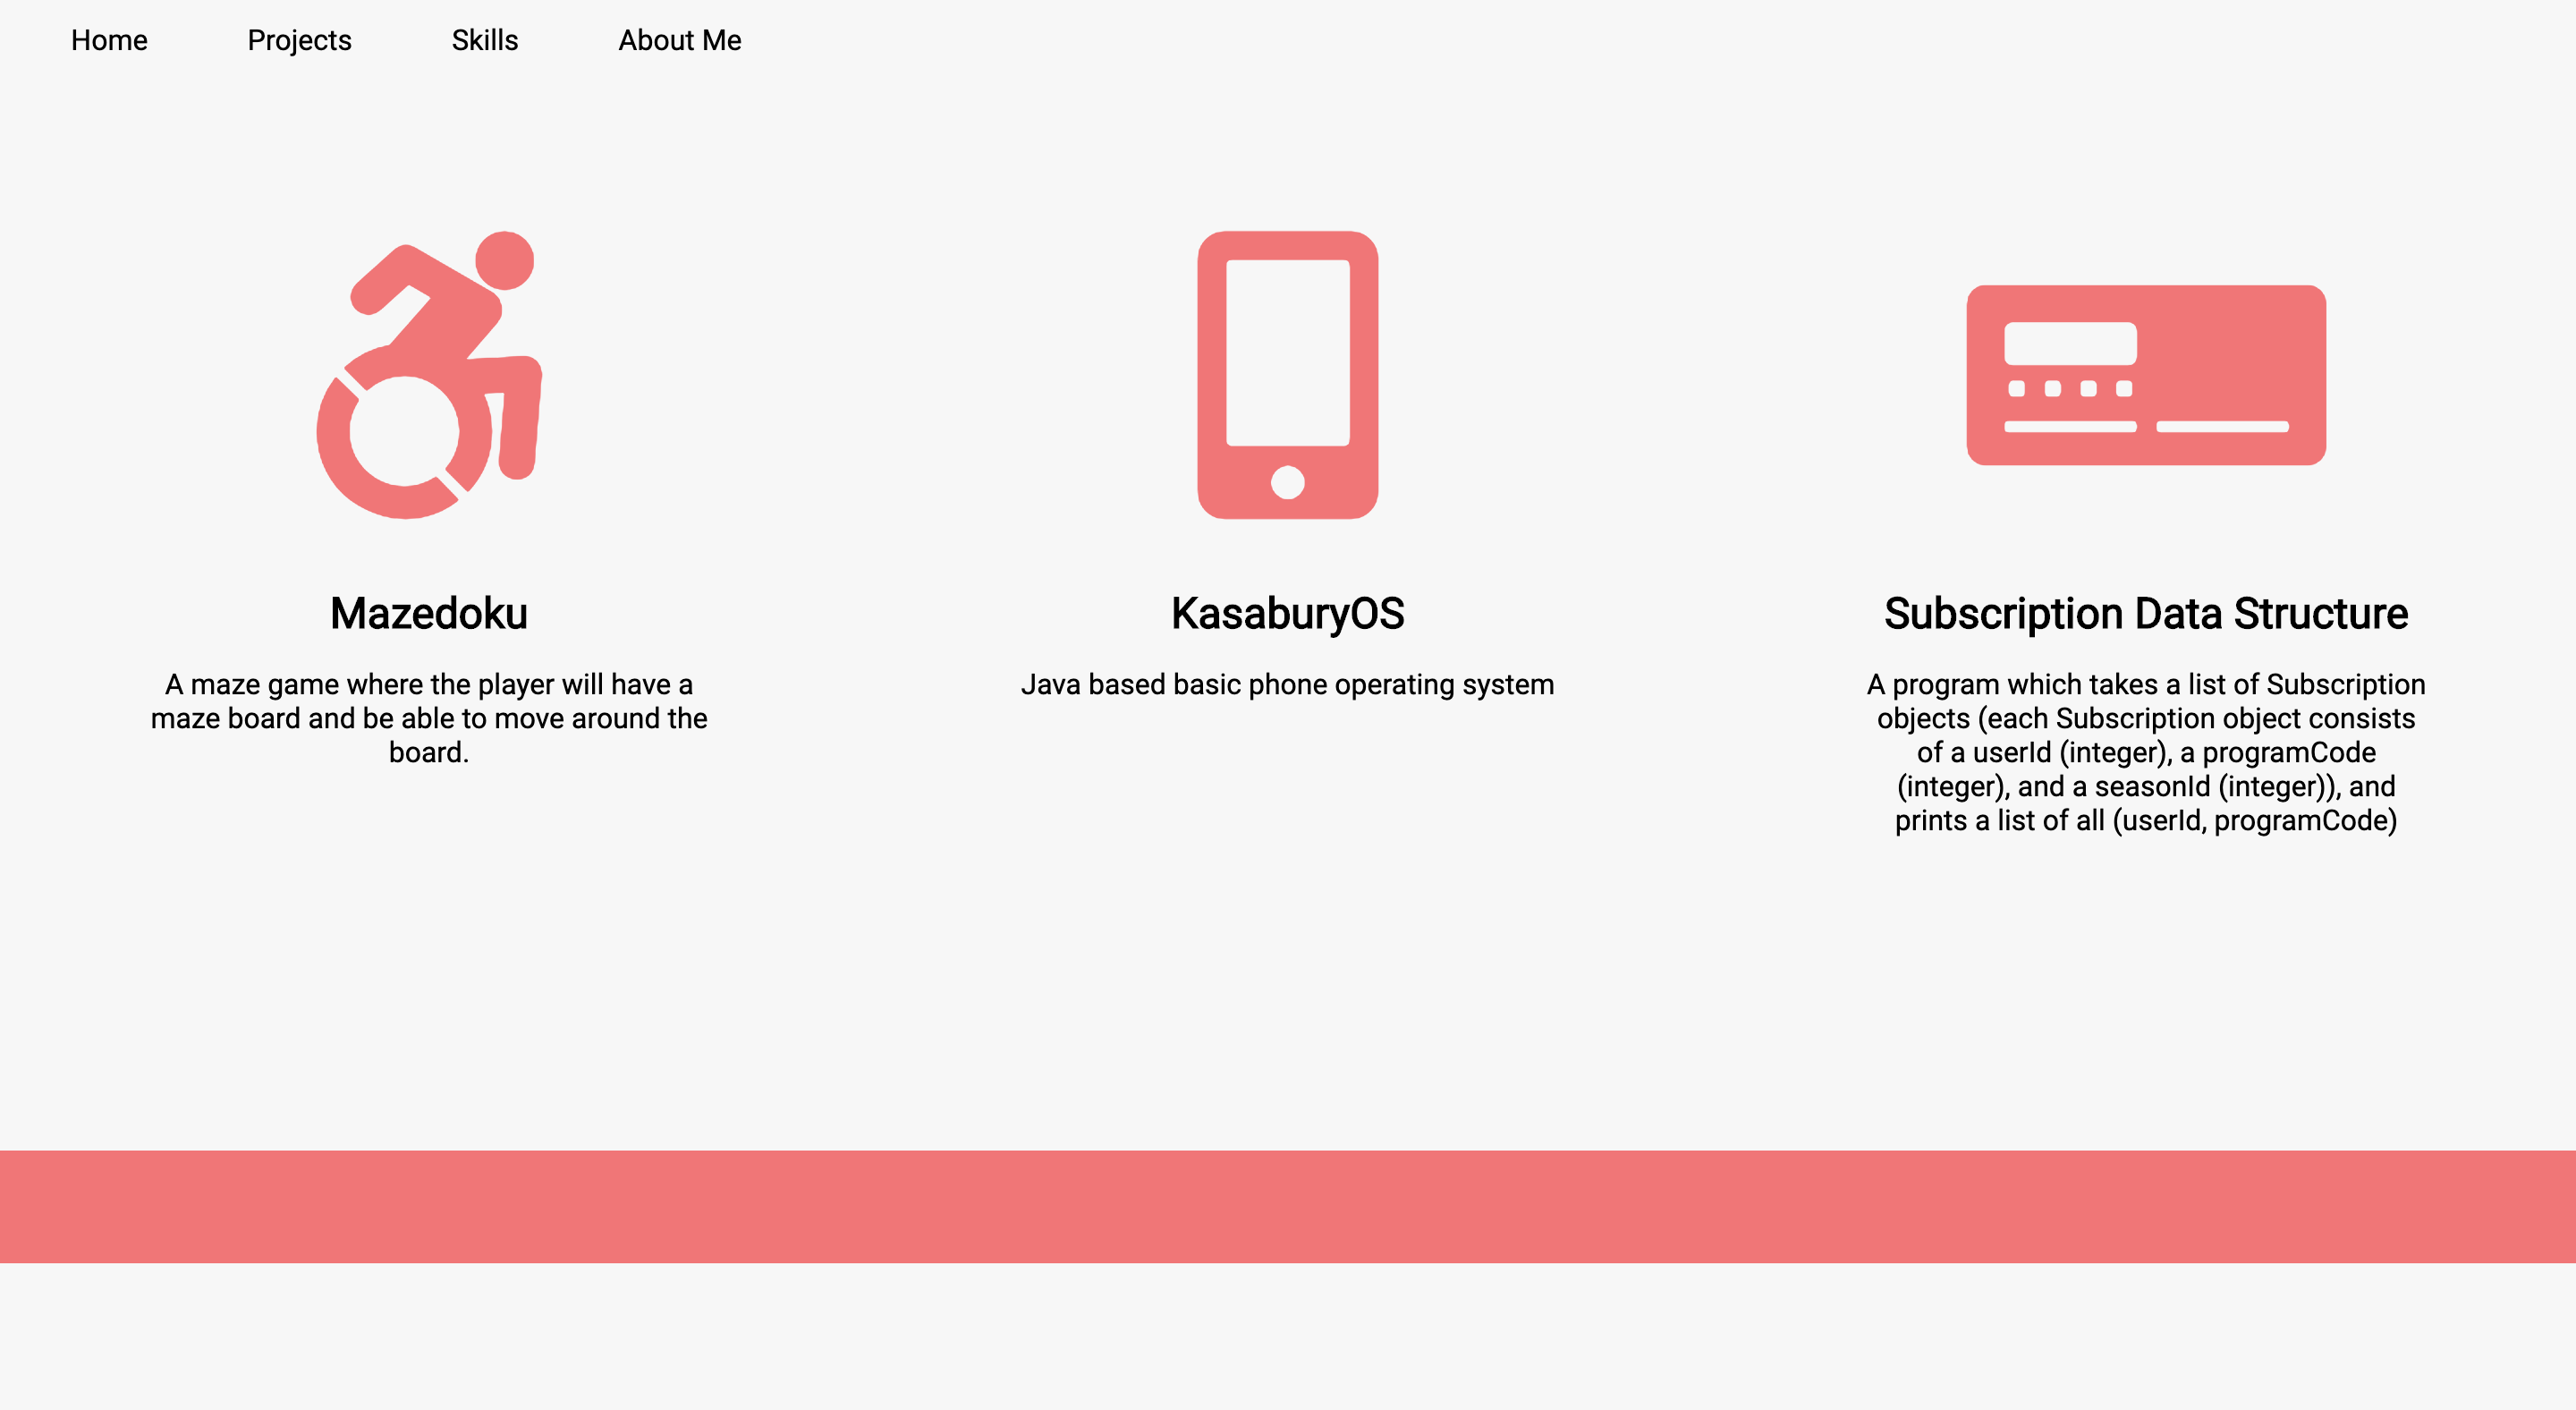 Home Projects Skills About Me
Mazedoku
A maze game where the player will have a
maze board and be able to move around the
board.
KasaburyOS
Java based basic phone operating system
Subscription Data Structure
A program which takes a list of Subscription
objects (each Subscription object consists
of a userId (integer), a programCode
(integer), and a seasonId (integer)), and
prints a list of all (userId, programCode)